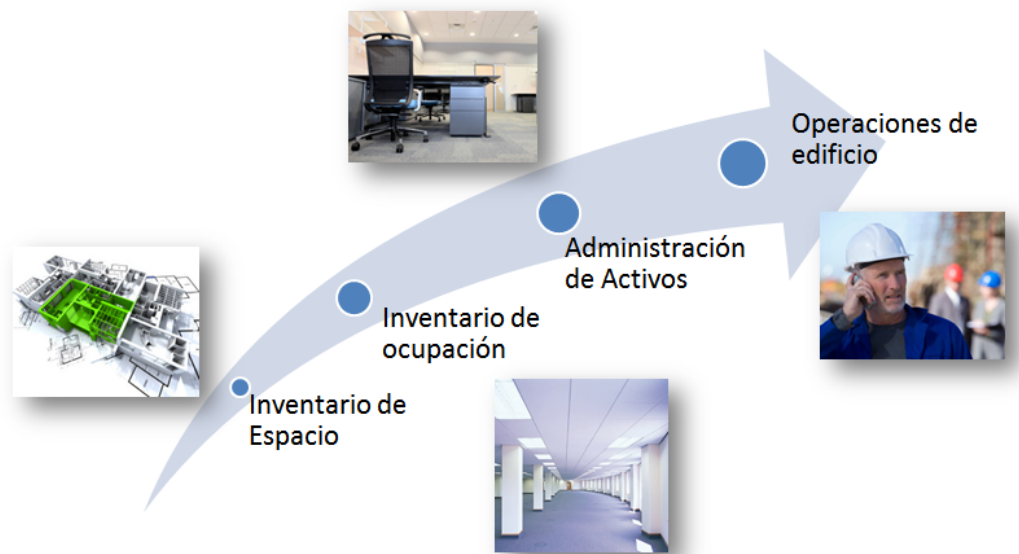 Operaciones de
edificio
Administración
de Activos
Inventario de
ocupación
Inventario de
Espacio